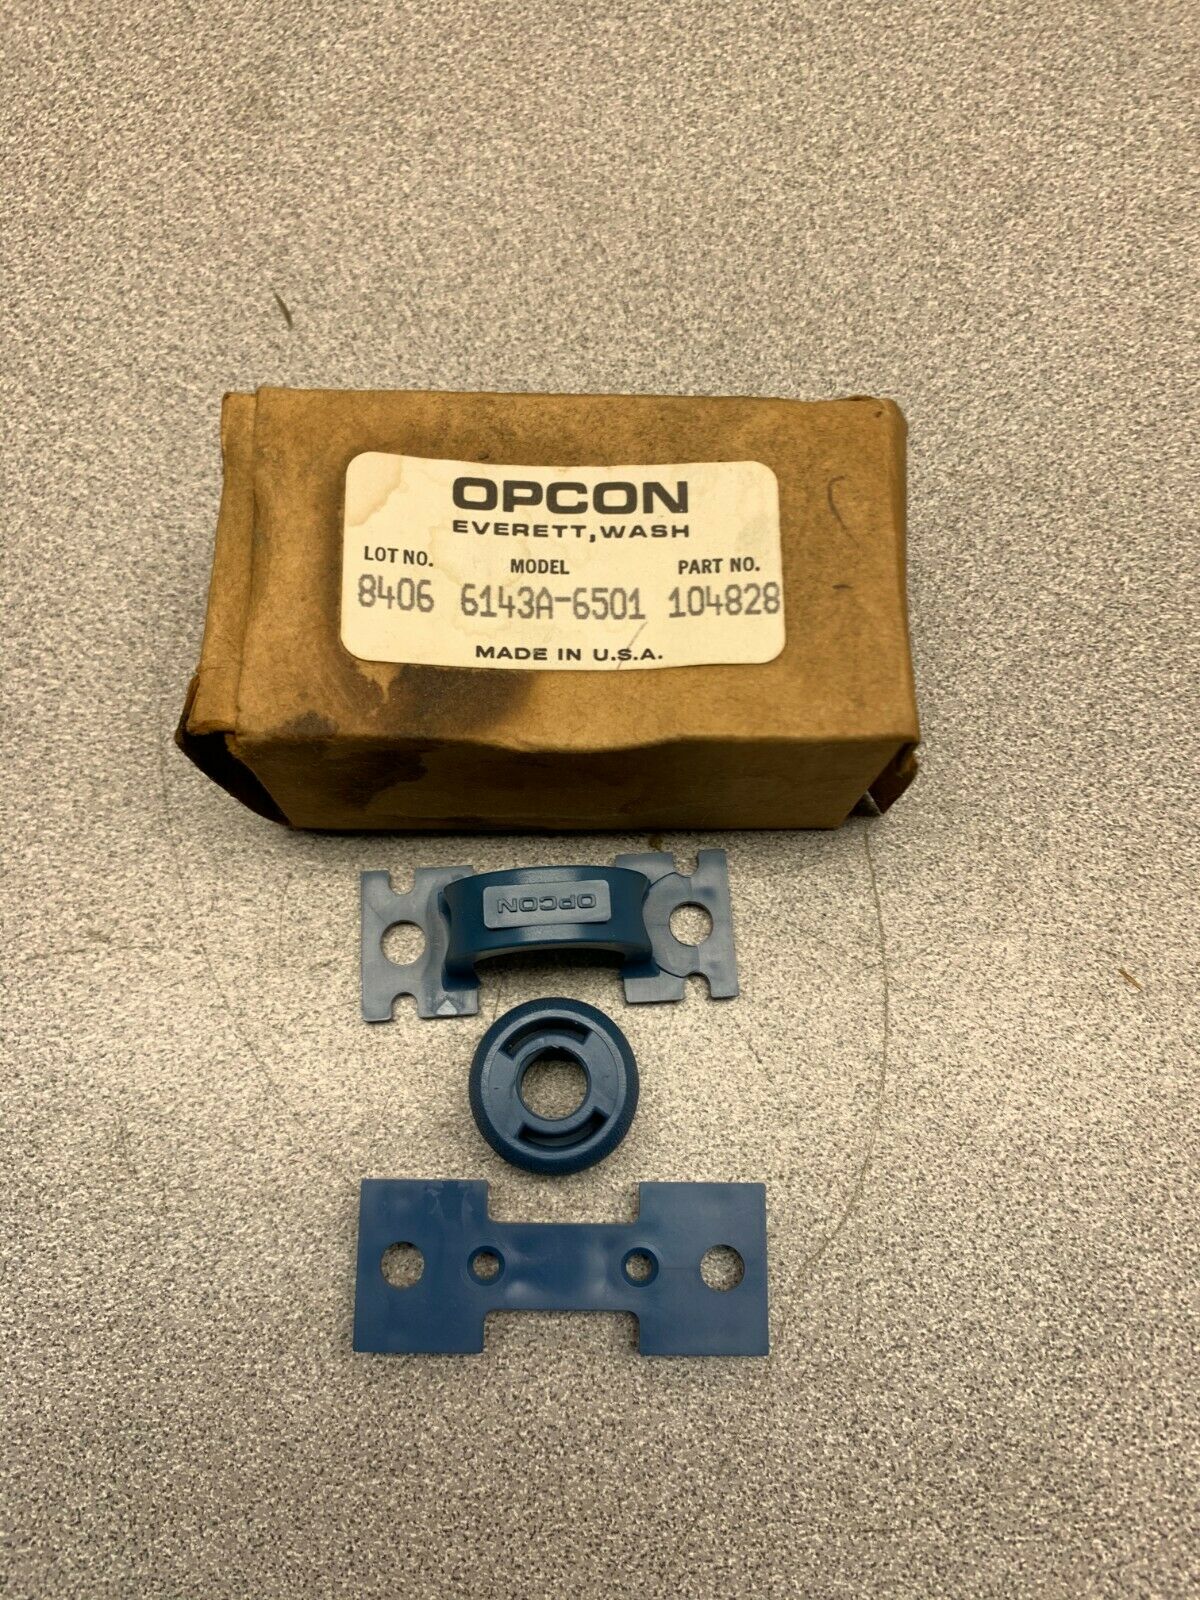 OPCON
EVERETT, WASH
LOT NO. MODEL PART NO.
8406 6143A-6501 104828
MADE IN U.S.A.
OPCON